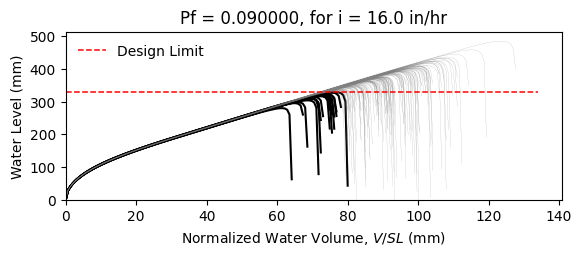 Pf = 0.090000, for i = 16.0 in/hr
Water Level (mm)
500
400
300
200
100
0
Design Limit
0 20 40 60 80 100 120 140
Normalized Water Volume, V/SL (mm)